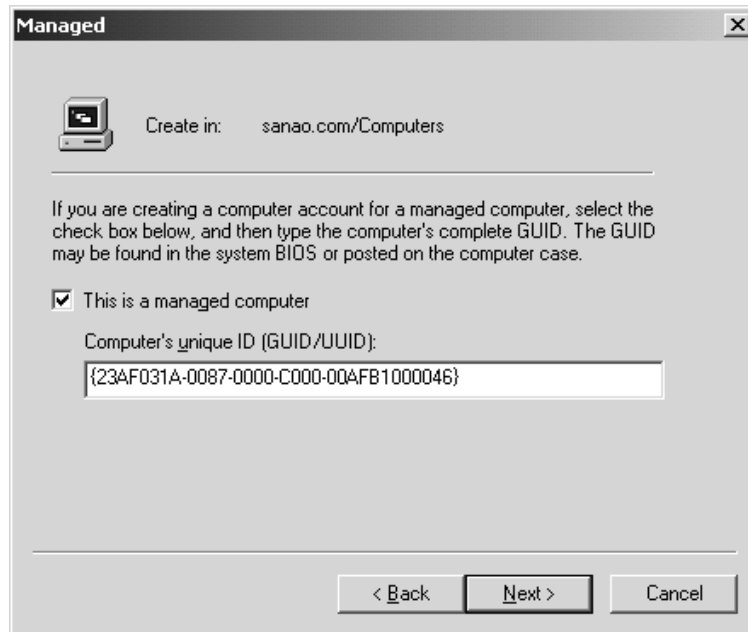 Managed
Create in: sanao.com/Computers
If you are creating a computer account for a managed computer, select the
check box below, and then type the computer's complete GUID. The GUID
may be found in the system BIOS or posted on the computer case.
This is a managed computer
Computer's unique ID (GUID/UUID):
{23AF031A-0087-0000-C000-00AFB1000046}
< Back Next > Cancel